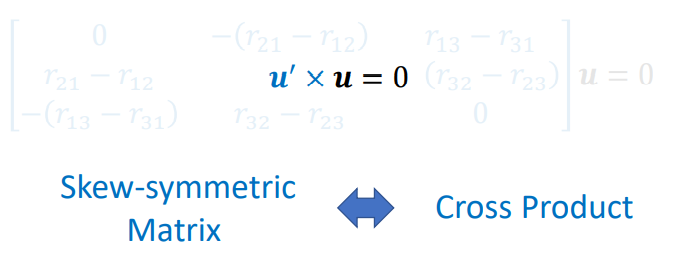 0 −(r₂₁ − r₁₂) r₁₃ − r₃₁
r₂₁ − r₁₂ u′ × u = 0 (r₃₂ − r₂₃) u = 0
−(r₁₃ − r₃₁) r₃₂ − r₂₃ 0
Skew-symmetric
Matrix
Cross Product